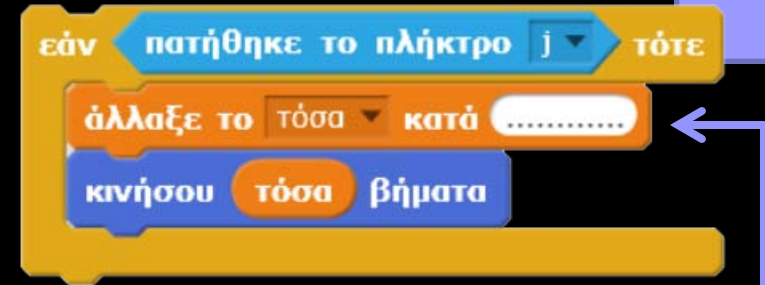 εάν πατήθηκε το πλήκτρο j τότε
άλλαξε το τόσα κατά ............
κινήσου τόσα βήματα